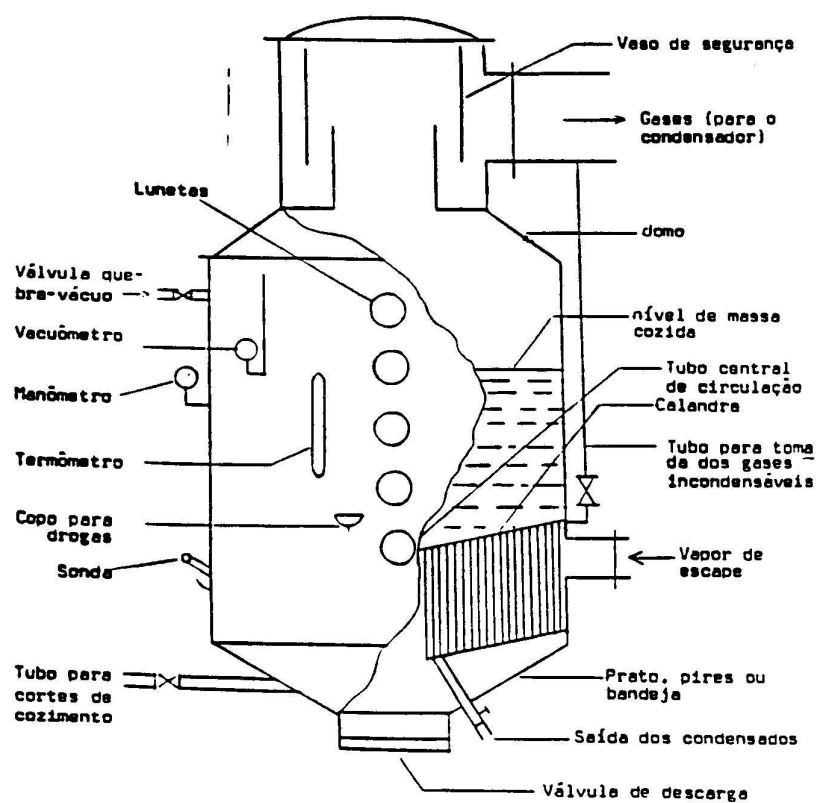 Vaso de segurança
Gases (para o
condensador)
Lunetas
domo
Válvula que-
bra-vácuo
nível de massa
cozida
Vacuômetro
Tubo central
de circulação
Manômetro
Calandra
Termômetro
Tubo para toma
da dos gases
incondensáveis
Copo para
drogas
Sonda
Vapor de
escape
Tubo para
cortes de
cozimento
Prato, pires ou
bandeja
Saída dos condensados
Válvula de descarga